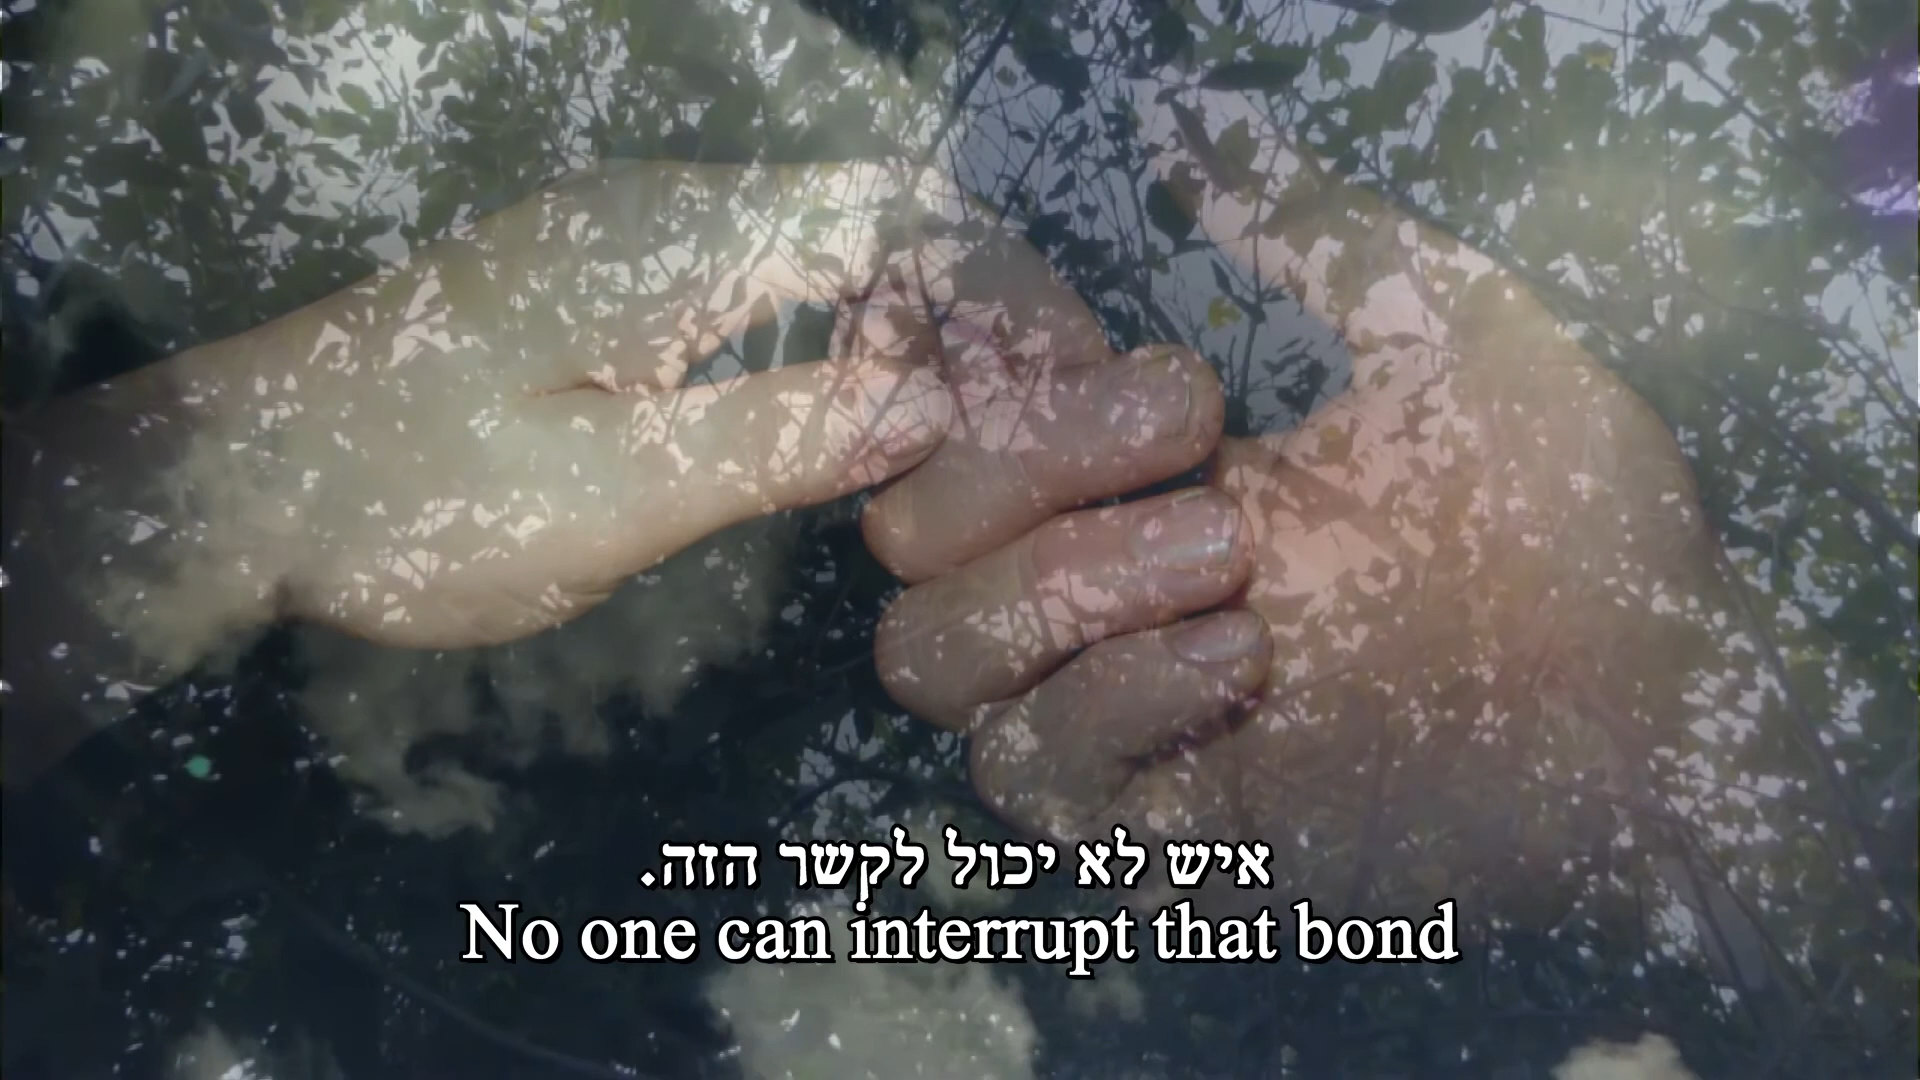 איש לא יכול לקשר הזה.
No one can interrupt that bond